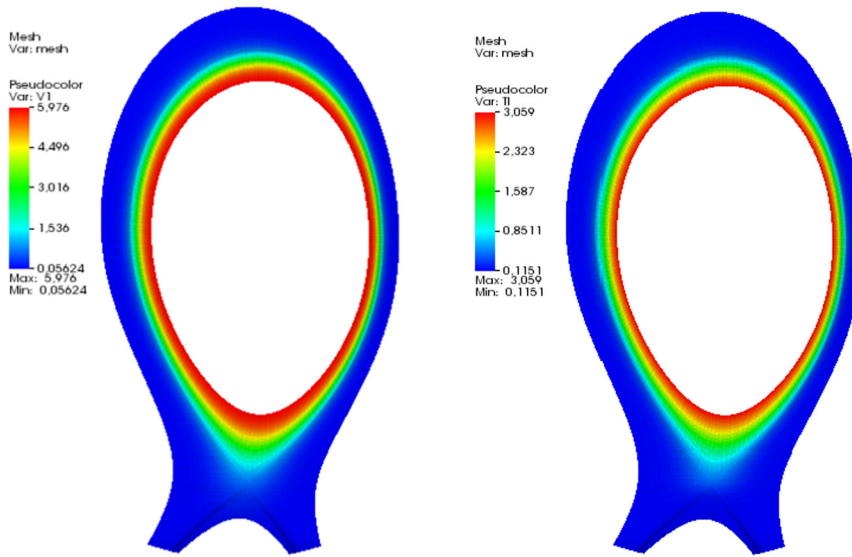 Mesh
Var: mesh
Pseudocolor
Var: V1
5,976
4,496
3,016
1,536
0,05624
Max: 5,976
Min: 0,05624
Mesh
Var: mesh
Pseudocolor
Var: TI
3,059
2,323
1,587
0,8511
0,1151
Max: 3,059
Min: 0,1151